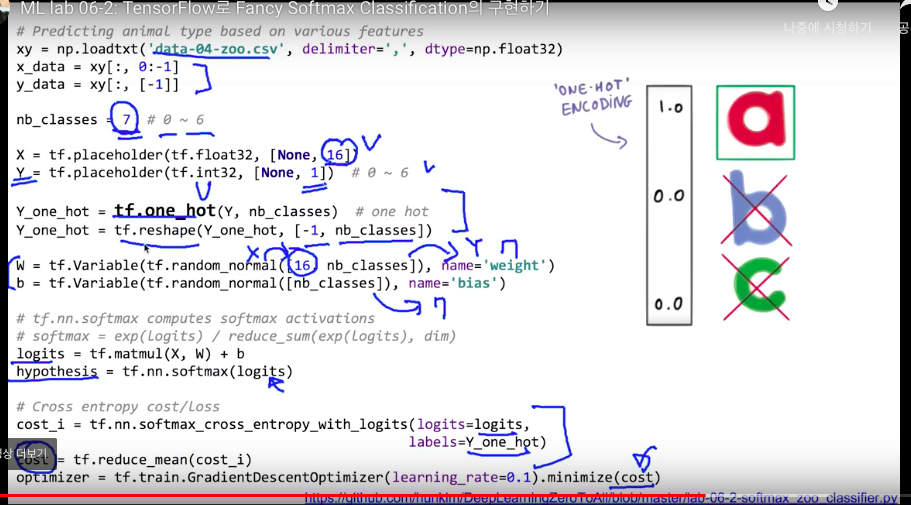 ML lab 06-2: TensorFlow로 Fancy Softmax Classification의 구현하기
나중에 시청하기
공
# Predicting animal type based on various features
xy = np.loadtxt('data-04-zoo.csv', delimiter=',', dtype=np.float32)
x_data = xy[:, 0:-1]
y_data = xy[:, [-1]]
nb_classes = 7 # 0 ~ 6
X = tf.placeholder(tf.float32, [None, 16])
Y = tf.placeholder(tf.int32, [None, 1]) # 0 ~ 6
Y_one_hot = tf.one_hot(Y, nb_classes) # one hot
Y_one_hot = tf.reshape(Y_one_hot, [-1, nb_classes])
X Y 7
W = tf.Variable(tf.random_normal([16, nb_classes]), name='weight')
b = tf.Variable(tf.random_normal([nb_classes]), name='bias')
7
# tf.nn.softmax computes softmax activations
# softmax = exp(logits) / reduce_sum(exp(logits), dim)
logits = tf.matmul(X, W) + b
hypothesis = tf.nn.softmax(logits)
# Cross entropy cost/loss
cost_i = tf.nn.softmax_cross_entropy_with_logits(logits=logits,
labels=Y_one_hot)
영상 더보기
cost = tf.reduce_mean(cost_i)
optimizer = tf.train.GradientDescentOptimizer(learning_rate=0.1).minimize(cost)
https://github.com/hunkim/DeepLearningZeroToAll/blob/master/lab-06-2-softmax_zoo_classifier.py
'ONE-HOT'
ENCODING
1.0
a
0.0
b
0.0
c